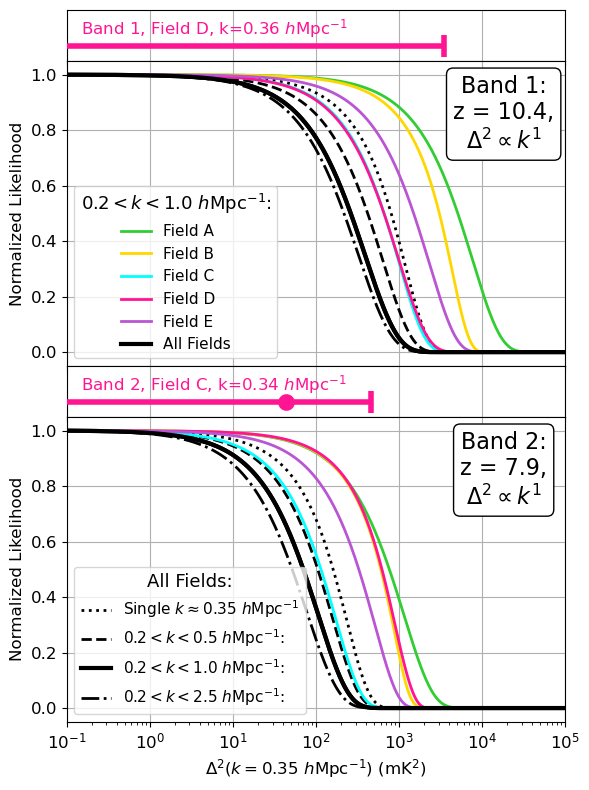 Band 1, Field D, k=0.36 hMpc⁻¹
Normalized Likelihood
1.0
0.8
0.6
0.4
0.2
0.0
Band 1:
z = 10.4,
Δ² ∝ k¹
0.2 < k < 1.0 hMpc⁻¹:
Field A
Field B
Field C
Field D
Field E
All Fields
Band 2, Field C, k=0.34 hMpc⁻¹
Normalized Likelihood
1.0
0.8
0.6
0.4
0.2
0.0
Band 2:
z = 7.9,
Δ² ∝ k¹
All Fields:
Single k ≈ 0.35 hMpc⁻¹
0.2 < k < 0.5 hMpc⁻¹:
0.2 < k < 1.0 hMpc⁻¹:
0.2 < k < 2.5 hMpc⁻¹:
10⁻¹ 10⁰ 10¹ 10² 10³ 10⁴ 10⁵
Δ²(k = 0.35 hMpc⁻¹) (mK²)